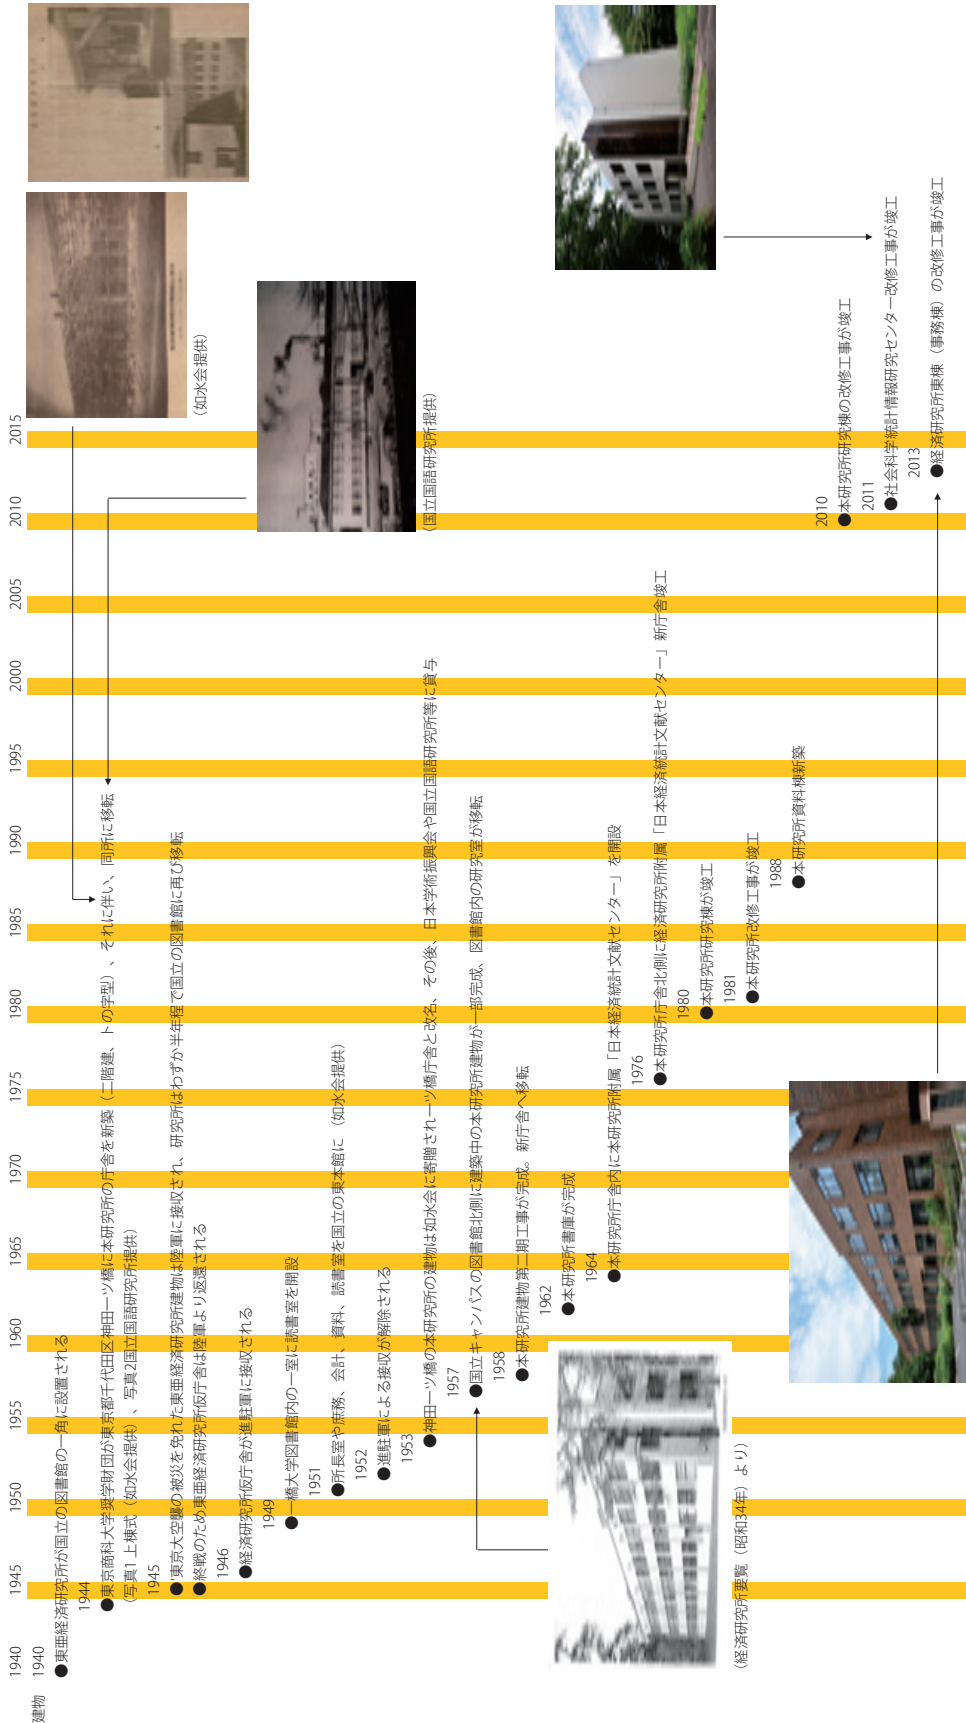 建物
1940 1945 1950 1955 1960 1965 1970 1975 1980 1985 1990 1995 2000 2005 2010 2015
1940
●東亜経済研究所が国立の図書館の一角に設置される
1944
●東京商科大学奨学財団が東京都千代田区神田一ツ橋に本研究所の庁舎を新築（二階建、トの字型）、それに伴い、同所に移転
（写真1 上棟式（如水会提供）、写真2国立国語研究所提供）
1945
●'東京大空襲の被災を免れた東亜経済研究所建物は陸軍に接収され、研究所はわずか半年程で国立の図書館に再び移転
●終戦のため東亜経済研究所仮庁舎は陸軍より返還される
1946
●経済研究所仮庁舎が進駐軍に接収される
1949
●一橋大学図書館内の一室に読書室を開設
1951
●所長室や庶務、会計、資料、読書室を国立の東本館に（如水会提供）
1952
●進駐軍による接収が解除される
1953
●神田一ツ橋の本研究所の建物は如水会に寄贈され一ツ橋庁舎と改名、その後、日本学術振興会や国立国語研究所等に貸与
1957
●国立キャンパスの図書館北側に建築中の本研究所建物が一部完成、図書館内の研究室が移転
1958
●本研究所建物第二期工事が完成。新庁舎へ移転
1962
●本研究所書庫が完成
1964
●本研究所庁舎内に本研究所附属「日本経済統計文献センター」を開設
1976
●本研究所庁舎北側に経済研究所附属「日本経済統計文献センター」新庁舎竣工
1980
●本研究所研究棟が竣工
1981
●本研究所改修工事が竣工
1988
●本研究所資料棟新築
2010
●本研究所研究棟の改修工事が竣工
2011
●社会科学統計情報研究センター改修工事が竣工
2013
●経済研究所東棟（事務棟）の改修工事が竣工
（如水会提供）
（国立国語研究所提供）
（経済研究所要覧（昭和34年）より）